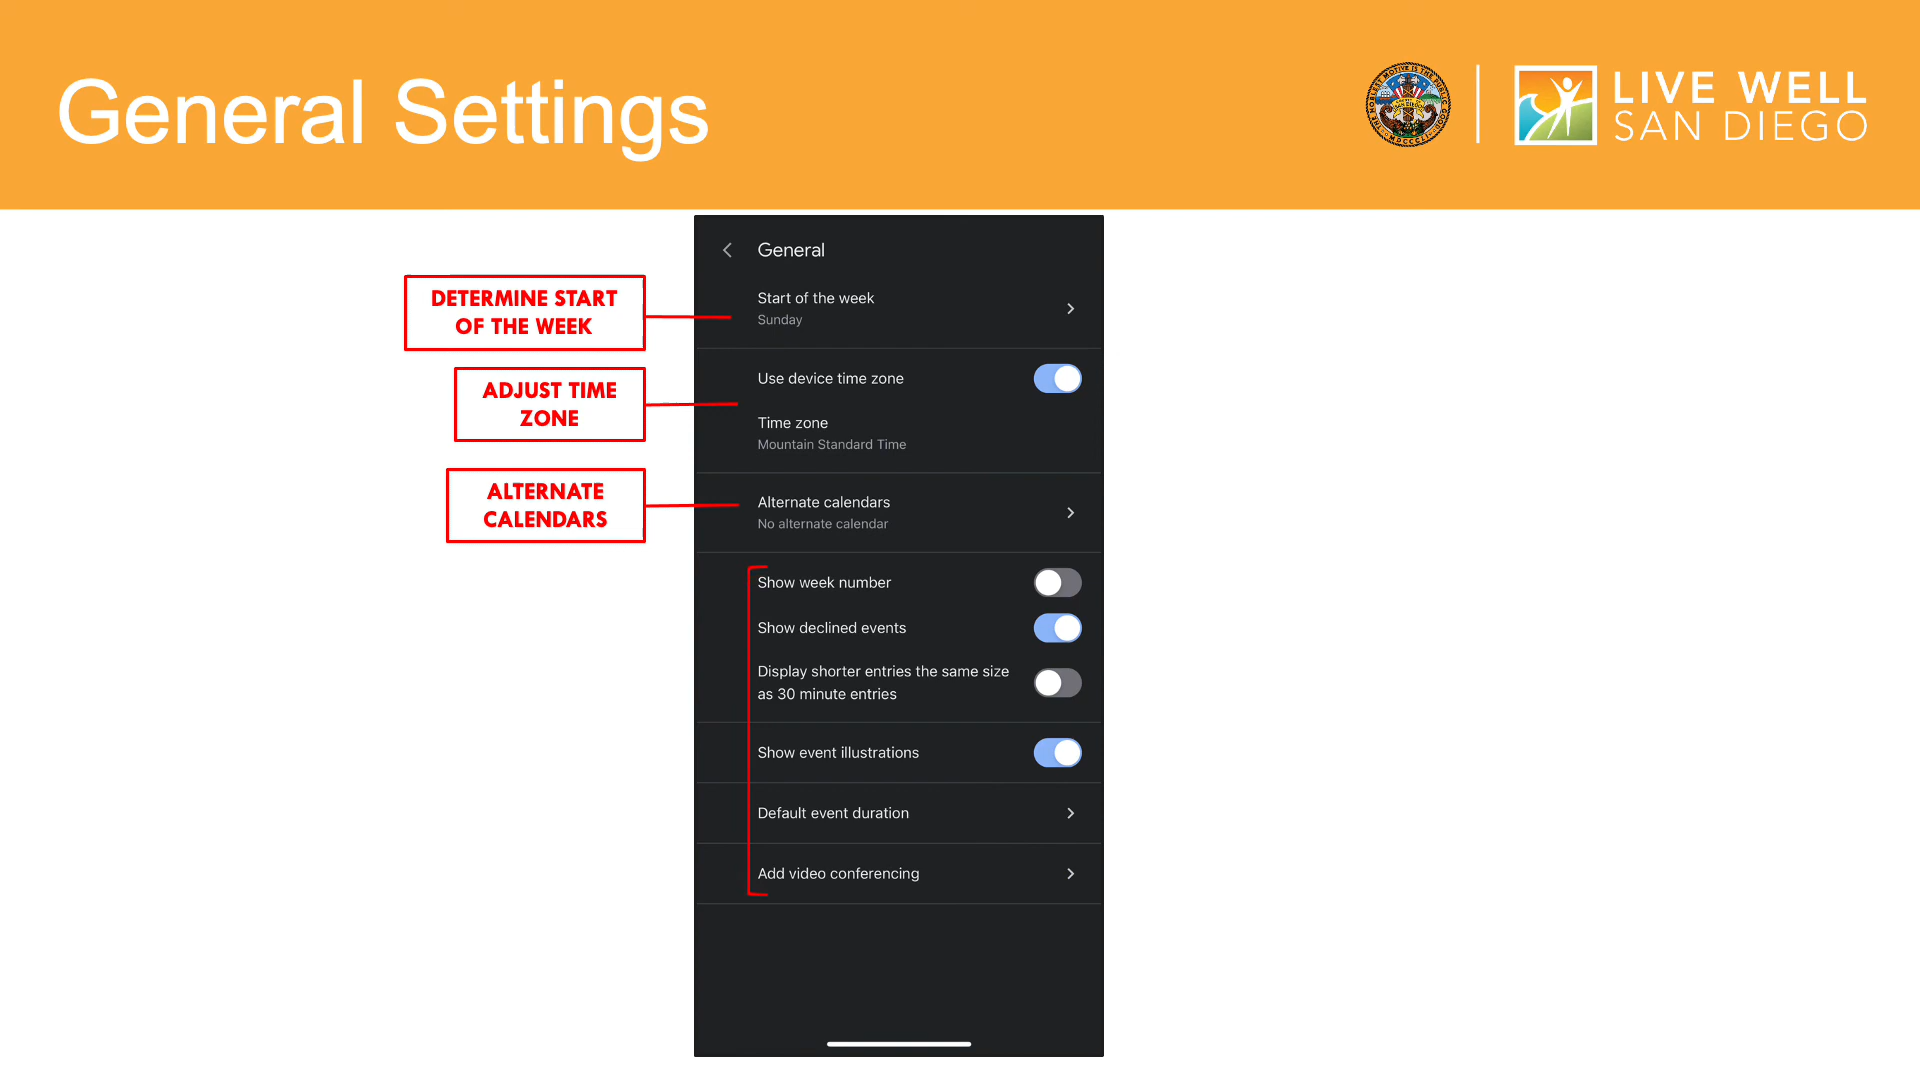 General Settings
LIVE WELL
SAN DIEGO
DETERMINE START
OF THE WEEK
ADJUST TIME
ZONE
ALTERNATE
CALENDARS
General
Start of the week
Sunday
Use device time zone
Time zone
Mountain Standard Time
Alternate calendars
No alternate calendar
Show week number
Show declined events
Display shorter entries the same size
as 30 minute entries
Show event illustrations
Default event duration
Add video conferencing